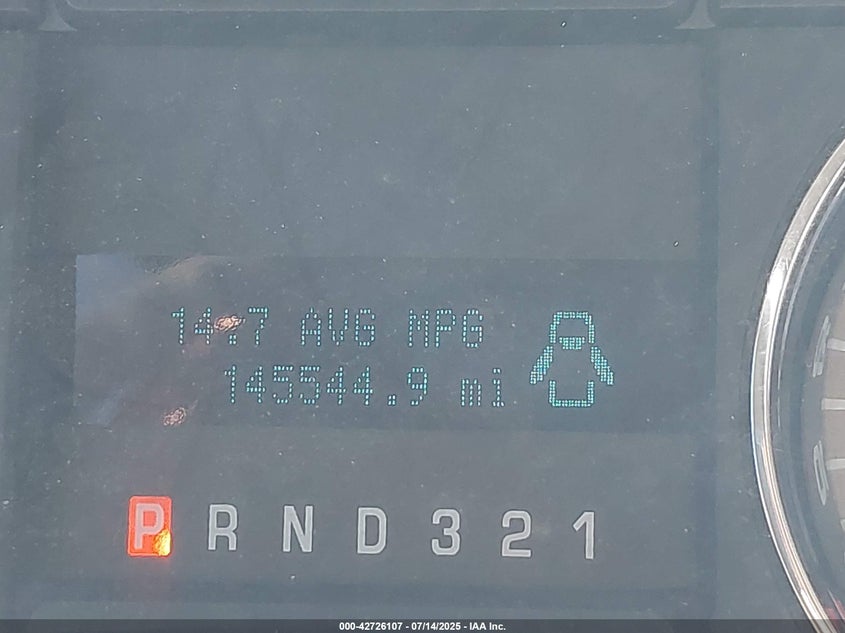 14.7 AVG MPG
145544.9 mi
P R N D 3 2 1
000-42726107 - 07/14/2025 - IAA Inc.